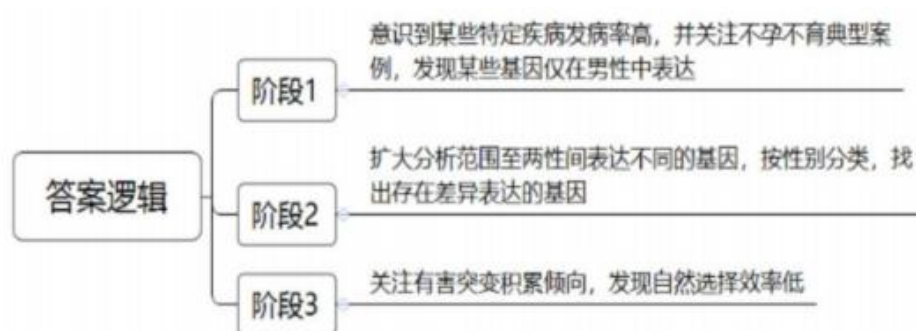 意识到某些特定疾病发病率高，并关注不孕不育典型案
例，发现某些基因仅在男性中表达
阶段1
扩大分析范围至两性间表达不同的基因，按性别分类，找
出存在差异表达的基因
答案逻辑
阶段2
关注有害突变积累倾向，发现自然选择效率低
阶段3